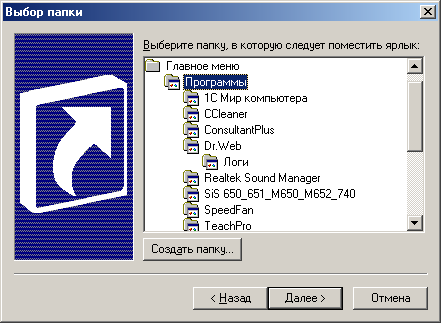 Выбор папки
Выберите папку, в которую следует поместить ярлык:
Главное меню
Программы
1С Мир компьютера
CCleaner
ConsultantPlus
Dr.Web
Логи
Realtek Sound Manager
SiS 650_651_M650_M652_740
SpeedFan
TeachPro
Создать папку...
< Назад
Далее >
Отмена